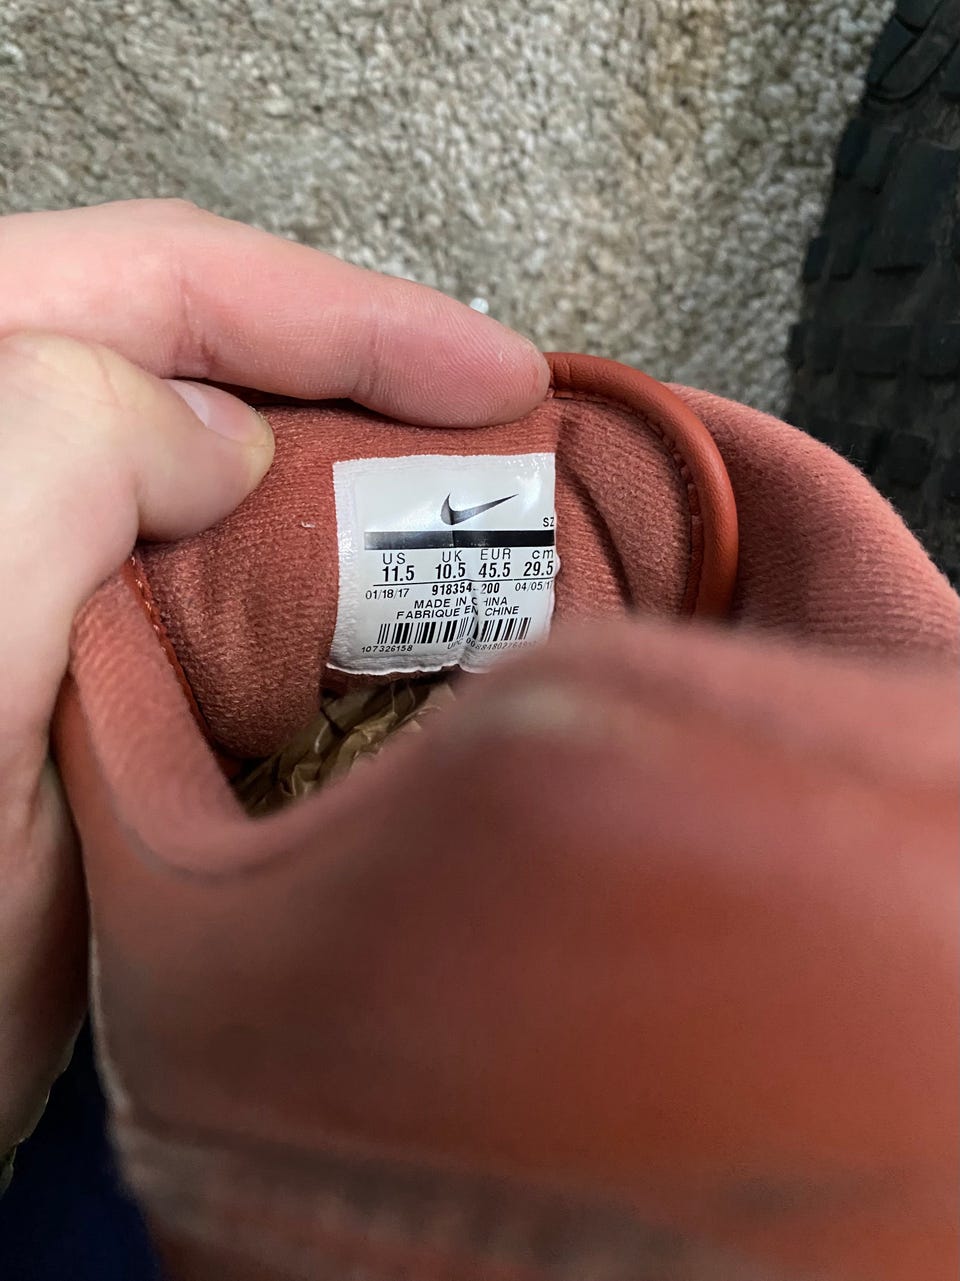 SZ
US UK EUR cm
11.5 10.5 45.5 29.5
01/18/17 918354-200 04/05/17
MADE IN CHINA
FABRIQUE EN CHINE
107326158